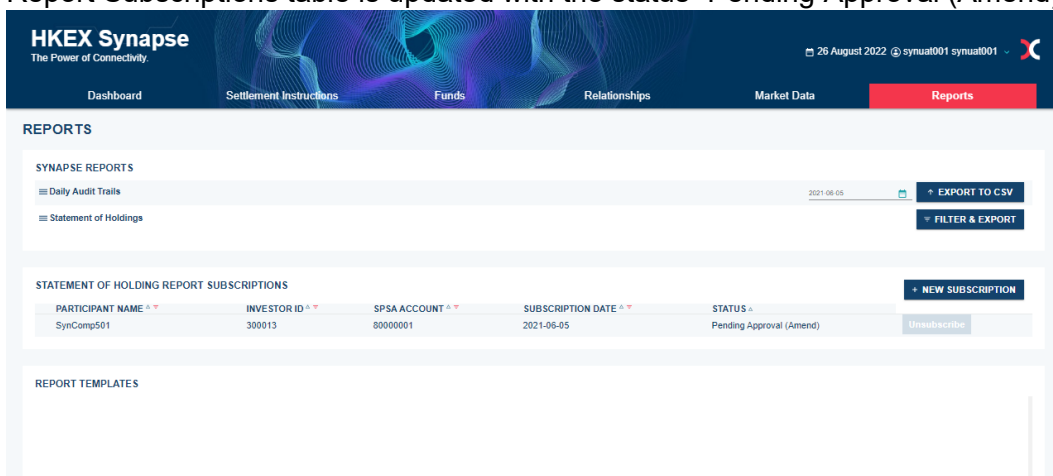 Report Subscriptions table is updated with the status "Pending Approval (Amend)
HKEX Synapse
The Power of Connectivity.
26 August 2022 synuat001 synuat001
Dashboard Settlement Instructions Funds Relationships Market Data Reports
REPORTS
SYNAPSE REPORTS
Daily Audit Trails 2021-06-05 EXPORT TO CSV
Statement of Holdings FILTER & EXPORT
STATEMENT OF HOLDING REPORT SUBSCRIPTIONS + NEW SUBSCRIPTION
PARTICIPANT NAME INVESTOR ID SPSA ACCOUNT SUBSCRIPTION DATE STATUS
SynComp501 300013 80000001 2021-06-05 Pending Approval (Amend) Unsubscribe
REPORT TEMPLATES